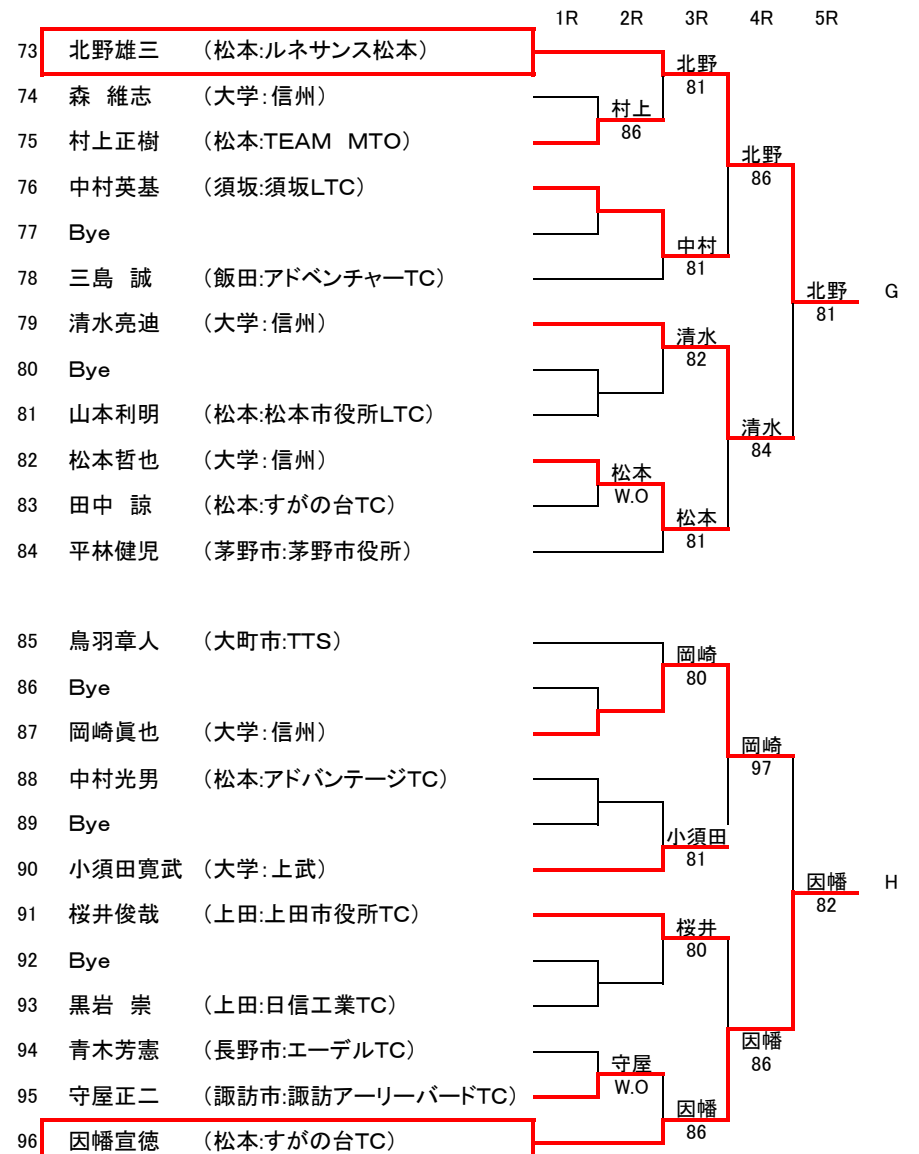 1R 2R 3R 4R 5R
73 北野雄三 （松本:ルネサンス松本）
北野
81
74 森 維志 （大学：信州）
村上
86
75 村上正樹 （松本:TEAM MTO）
北野
86
76 中村英基 （須坂:須坂LTC）
77 Bye
中村
81
78 三島 誠 （飯田:アドベンチャーTC）
北野 G
81
79 清水亮迪 （大学：信州）
清水
82
80 Bye
81 山本利明 （松本:松本市役所LTC）
清水
84
82 松本哲也 （大学：信州）
松本
W.O
83 田中 諒 （松本:すがの台TC）
松本
81
84 平林健児 （茅野市:茅野市役所）
85 鳥羽章人 （大町市:TTS）
岡崎
80
86 Bye
87 岡崎眞也 （大学：信州）
岡崎
97
88 中村光男 （松本:アドバンテージTC）
89 Bye
小須田
81
90 小須田寛武 （大学：上武）
因幡 H
82
91 桜井俊哉 （上田:上田市役所TC）
桜井
80
92 Bye
93 黒岩 崇 （上田:日信工業TC）
因幡
86
94 青木芳憲 （長野市:エーデルTC）
守屋
W.O
95 守屋正二 （諏訪市:諏訪アーリーバードTC）
因幡
86
96 因幡宣徳 （松本:すがの台TC）